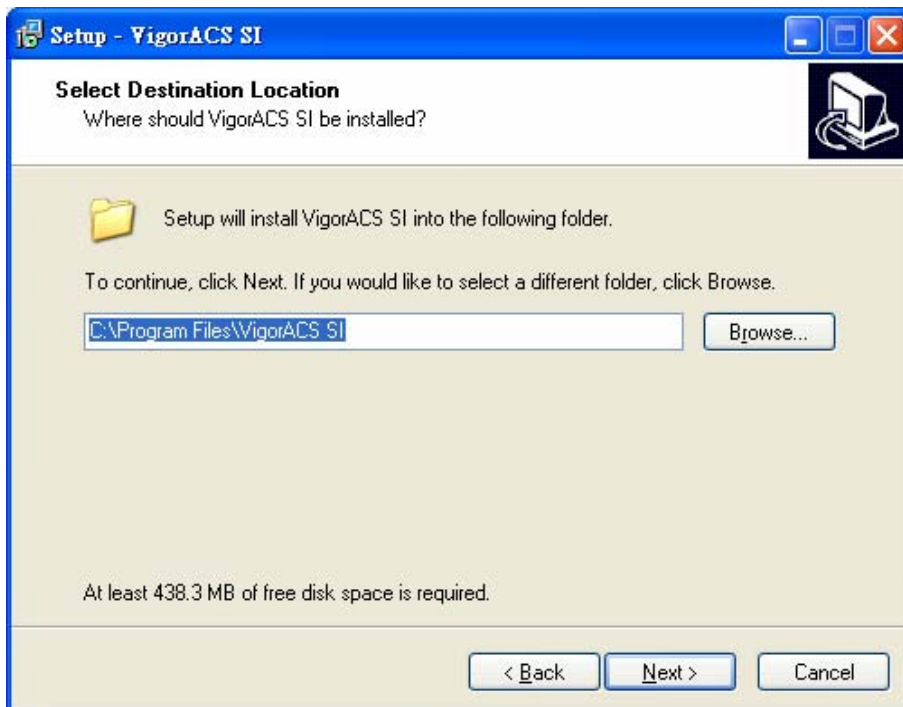 Setup - VigorACS SI
Select Destination Location
Where should VigorACS SI be installed?
Setup will install VigorACS SI into the following folder.
To continue, click Next. If you would like to select a different folder, click Browse.
C:\Program Files\VigorACS SI
Browse...
At least 438.3 MB of free disk space is required.
< Back
Next >
Cancel